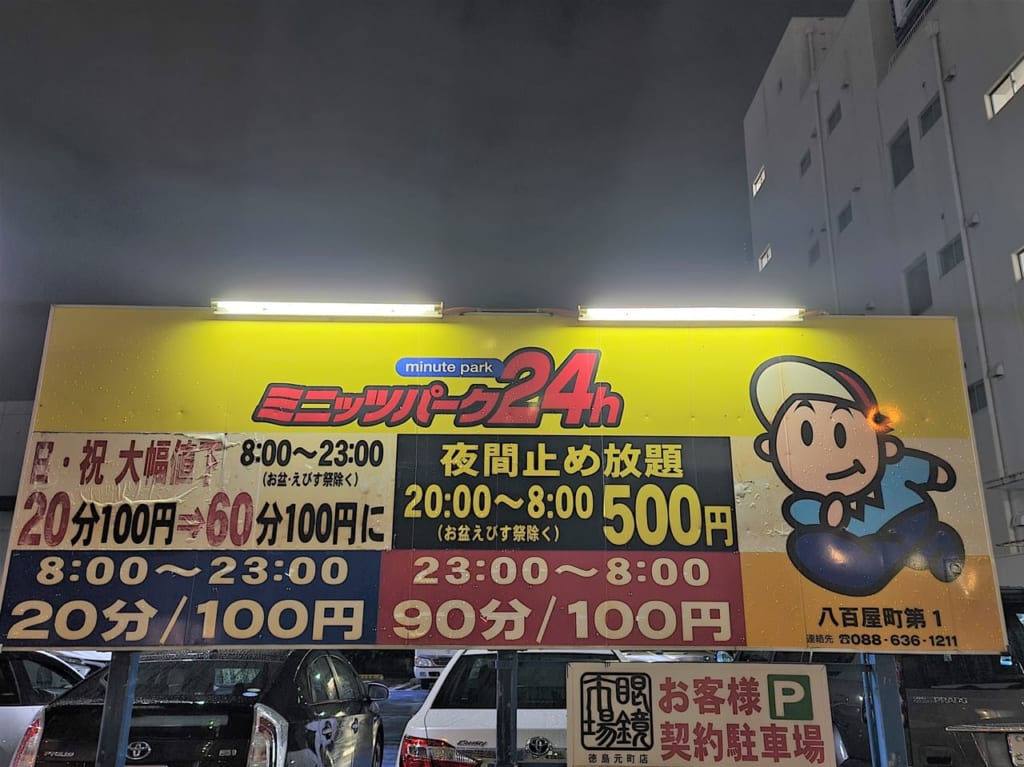 minute park
ミニッツパーク24h
日・祝 大幅値下
8:00〜23:00
(お盆・えびす祭除く)
20分100円⇒60分100円に
夜間止め放題
20:00〜8:00
(お盆えびす祭除く)
500円
8:00〜23:00
20分/100円
23:00〜8:00
90分/100円
八百屋町第1
連絡先 ☎088-636-1211
眼鏡市場
徳島元町店
お客様 P
契約駐車場
PRADO